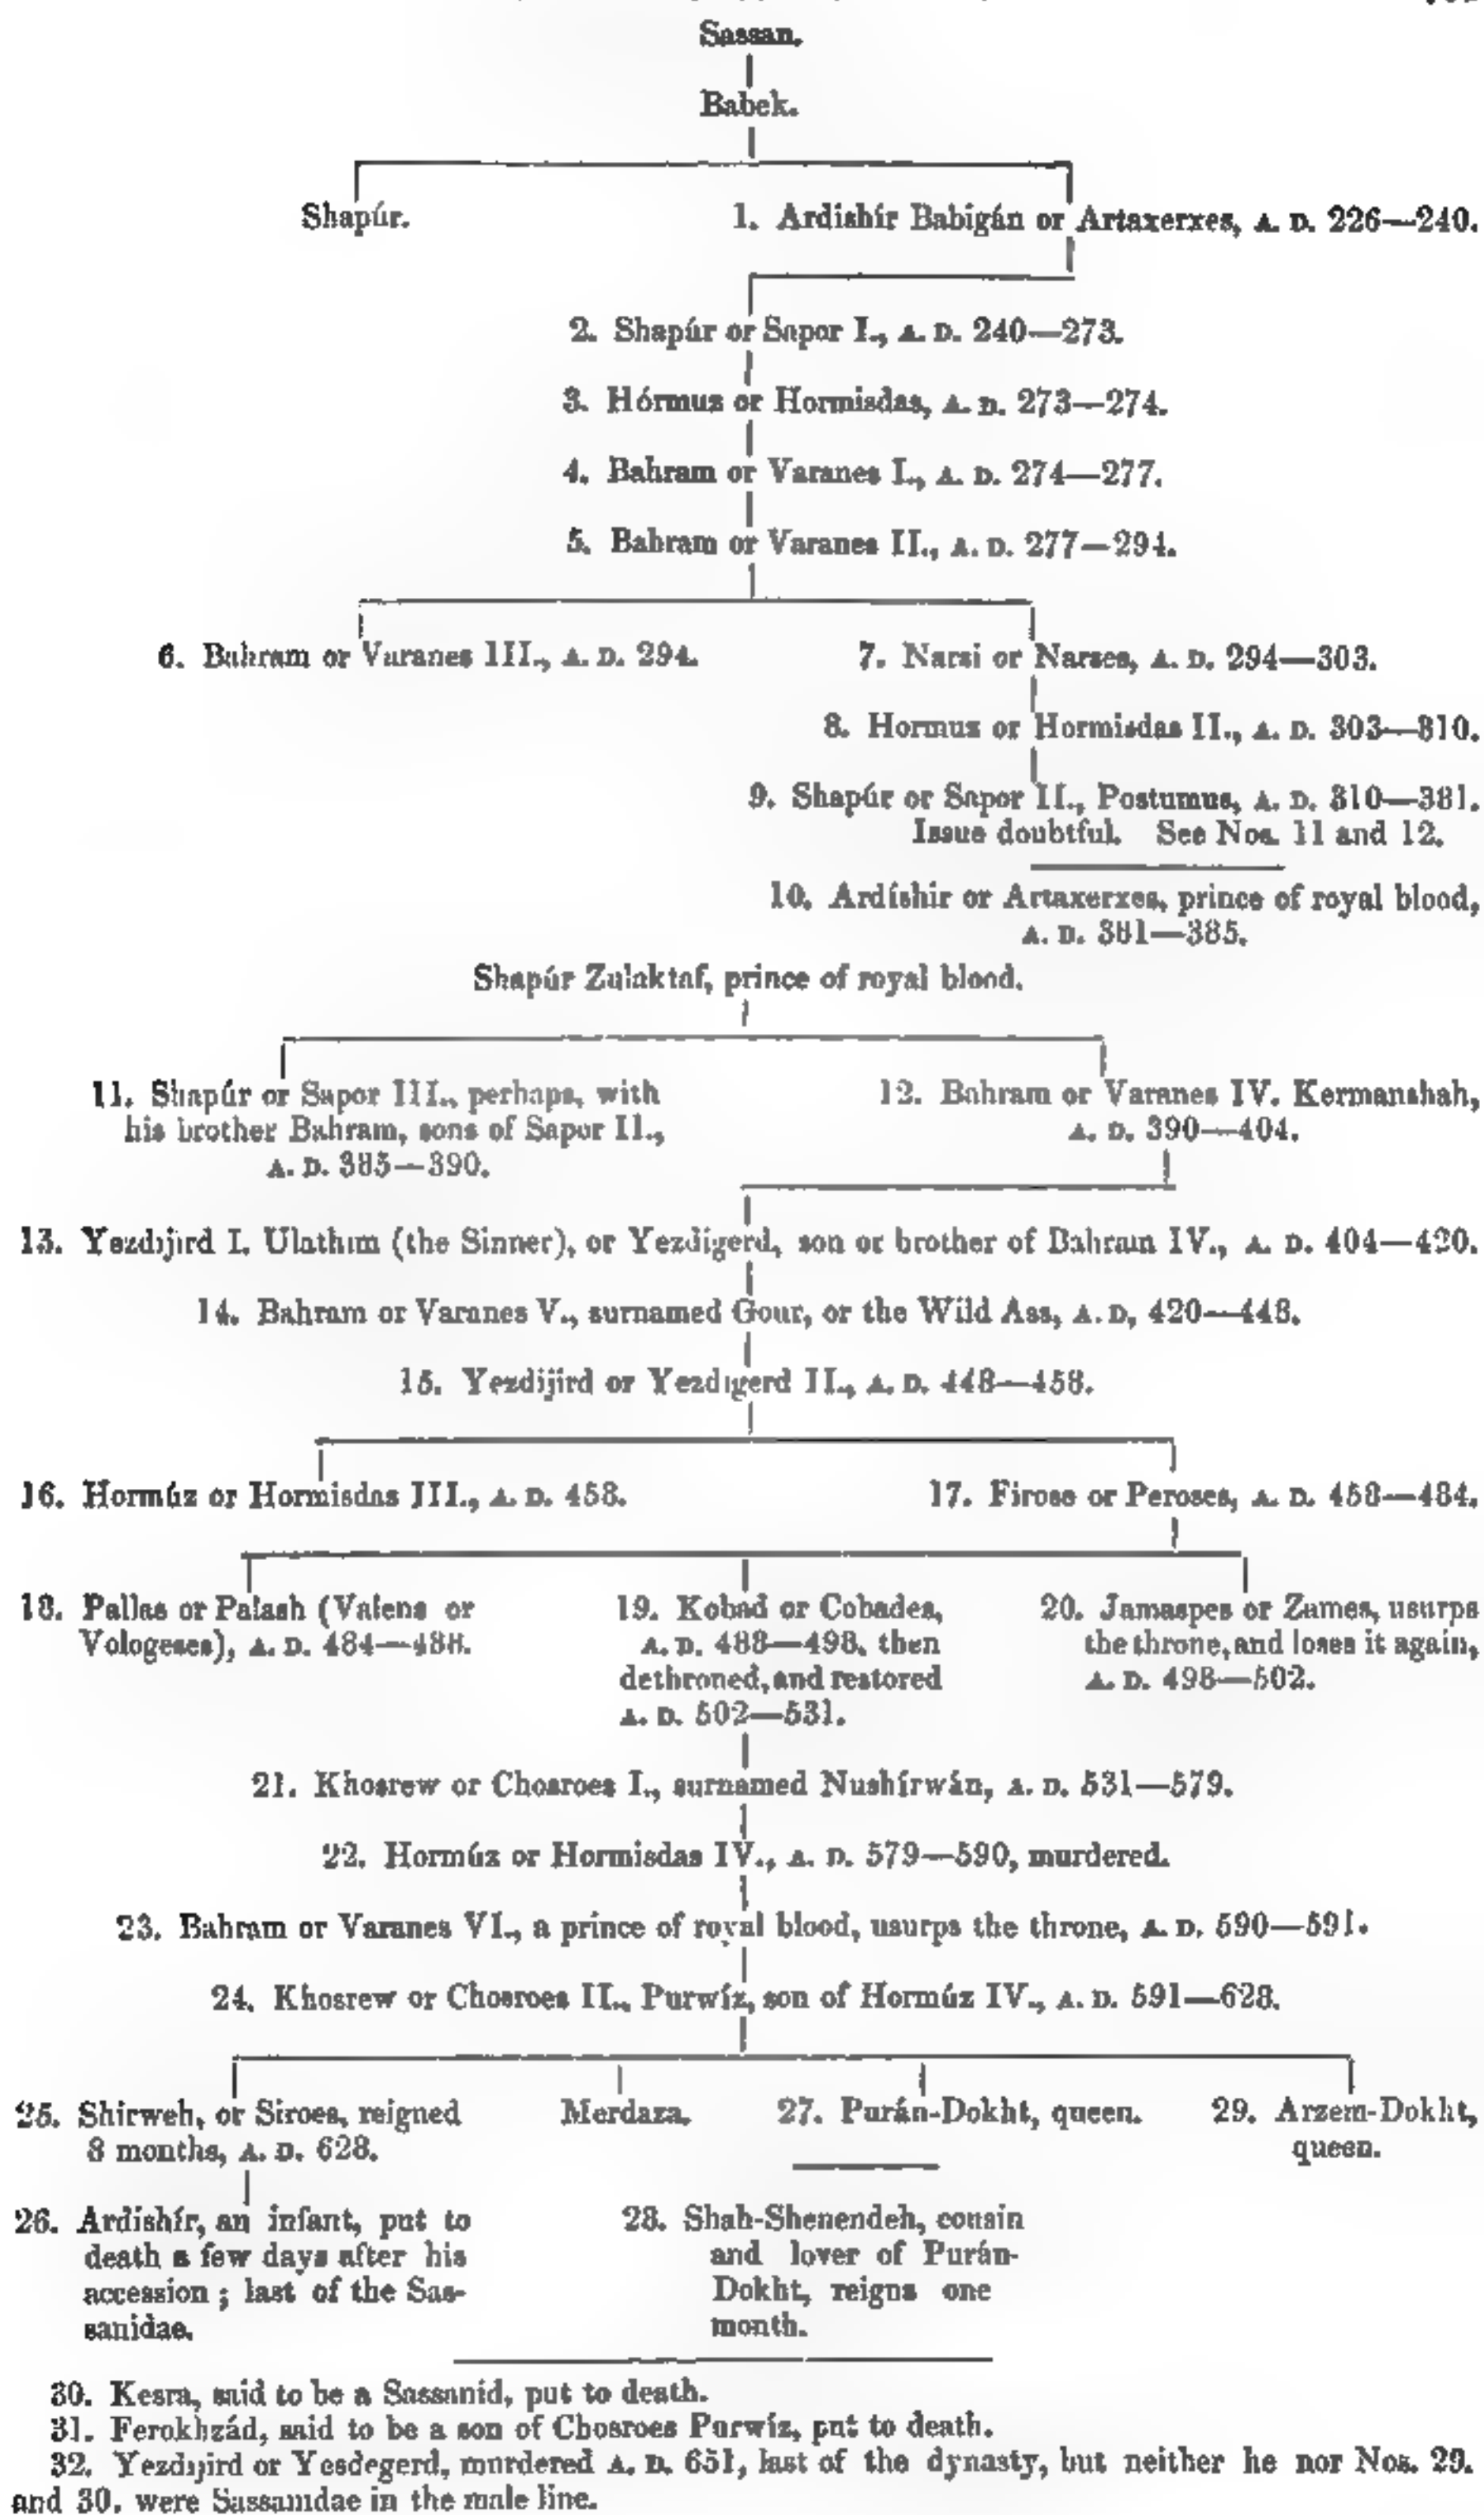 Sassan.
Babek.
Shapúr.
1. Ardishír Babigán or Artaxerxes, A. D. 226—240.
2. Shapúr or Sapor I., A. D. 240—273.
3. Hórmuz or Hormisdas, A. D. 273—274.
4. Bahram or Varanes I., A. D. 274—277.
5. Bahram or Varanes II., A. D. 277—294.
6. Bahram or Varanes III., A. D. 294.
7. Narsi or Narses, A. D. 294—303.
8. Hormuz or Hormisdas II., A. D. 303—310.
9. Shapúr or Sapor II., Postumus, A. D. 310—381.
Issue doubtful. See Nos. 11 and 12.
10. Ardíshir or Artaxerxes, prince of royal blood,
A. D. 381—385.
Shapúr Zulaktaf, prince of royal blood.
11. Shapúr or Sapor III., perhaps, with
his brother Bahram, sons of Sapor II.,
A. D. 385—390.
12. Bahram or Varanes IV. Kermanshah,
A. D. 390—404.
13. Yezdijird I. Ulathim (the Sinner), or Yezdigerd, son or brother of Bahram IV., A. D. 404—420.
14. Bahram or Varanes V., surnamed Gour, or the Wild Ass, A. D, 420—448.
15. Yezdijird or Yezdigerd II., A. D. 448—458.
16. Hormúz or Hormisdas III., A. D. 458.
17. Firose or Peroses, A. D. 458—484.
18. Pallas or Palash (Valens or
Vologeses), A. D. 484—488.
19. Kobad or Cobades,
A. D. 488—498. then
dethroned, and restored
A. D. 502—531.
20. Jamaspes or Zames, usurps
the throne, and loses it again,
A. D. 498—502.
21. Khosrew or Chosroes I., surnamed Nushírwán, A. D. 531—579.
22. Hormúz or Hormisdas IV., A. D. 579—590, murdered.
23. Bahram or Varanes VI., a prince of royal blood, usurps the throne, A. D. 590—591.
24. Khosrew or Chosroes II., Purwíz, son of Hormúz IV., A. D. 591—628.
25. Shirweh, or Siroes, reigned
8 months, A. D. 628.
Merdaza.
27. Purán-Dokht, queen.
29. Arzem-Dokht,
queen.
26. Ardishír, an infant, put to
death a few days after his
accession; last of the Sas-
sanidae.
28. Shah-Shenendeh, cousin
and lover of Purán-
Dokht, reigns one
month.
30. Kesra, said to be a Sassanid, put to death.
31. Ferokhzád, said to be a son of Chosroes Purwíz, put to death.
32. Yezdijird or Yesdegerd, murdered A. D. 651, last of the dynasty, but neither he nor Nos. 29.
and 30. were Sassanidae in the male line.